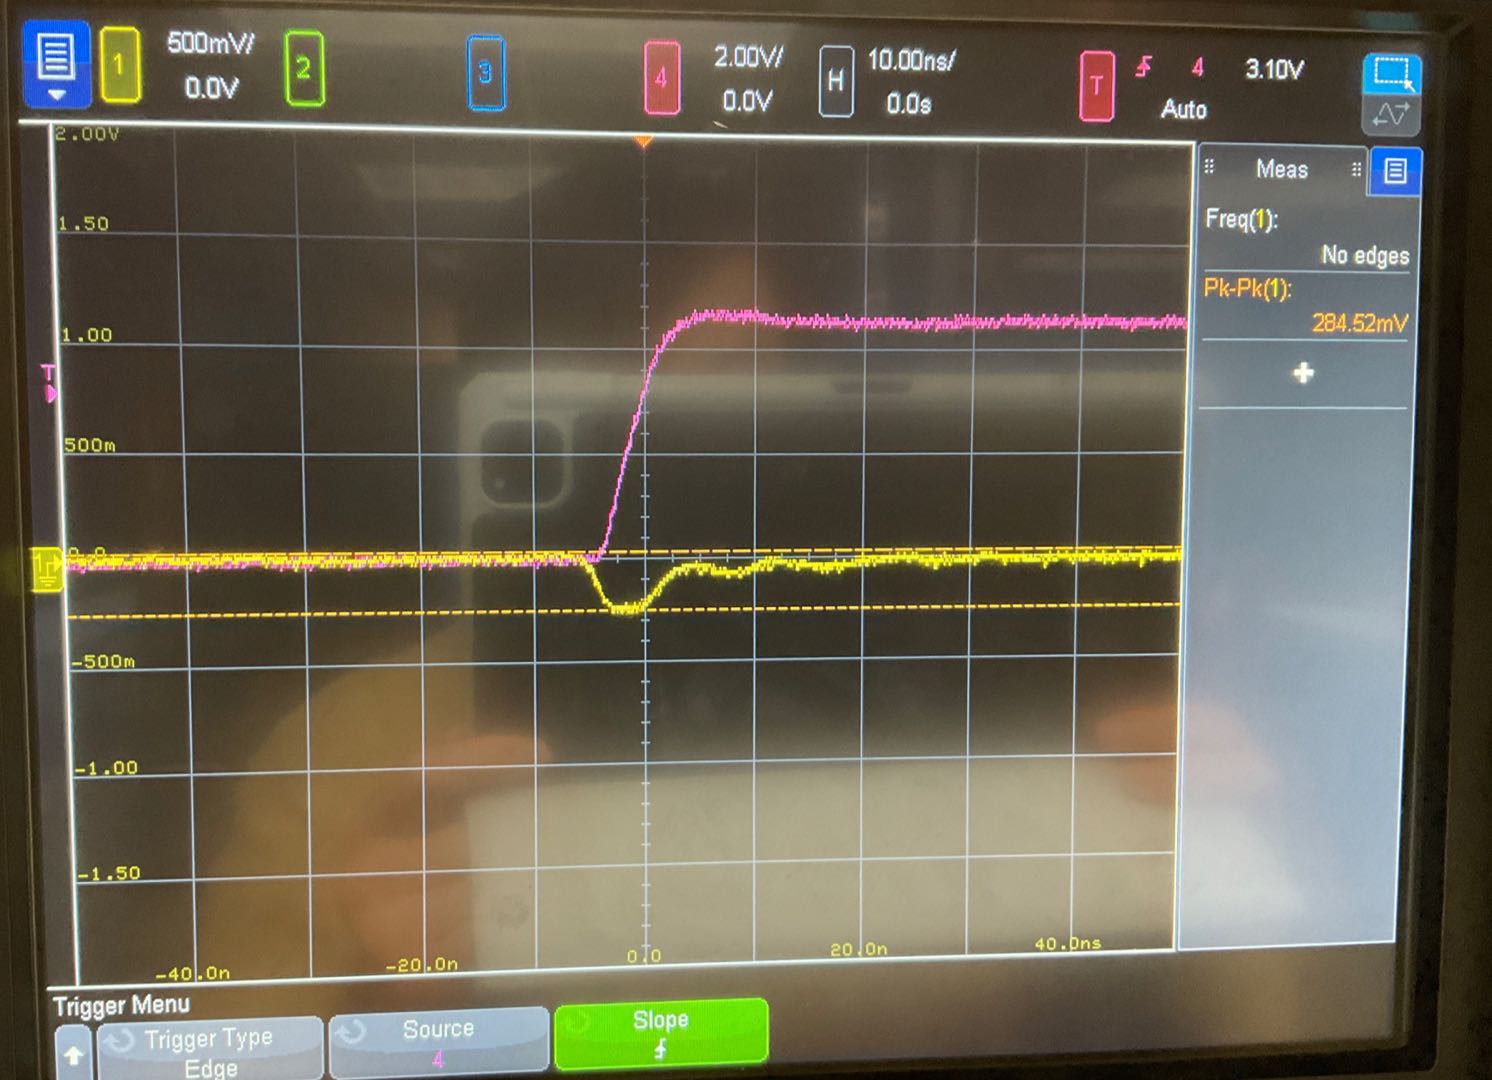 1 500mV/ 2 3 4 2.00V/ H 10.00ns/ T 4 3.10V
0.0V 0.0V 0.0s Auto
2.00V
1.50
1.00
500m
0.0
-500m
-1.00
-1.50
-40.0n -20.0n 0.0 20.0n 40.0ns
T
1
Meas
Freq(1):
No edges
Pk-Pk(1):
284.52mV
+
Trigger Menu
Trigger Type
Edge
Source
4
Slope